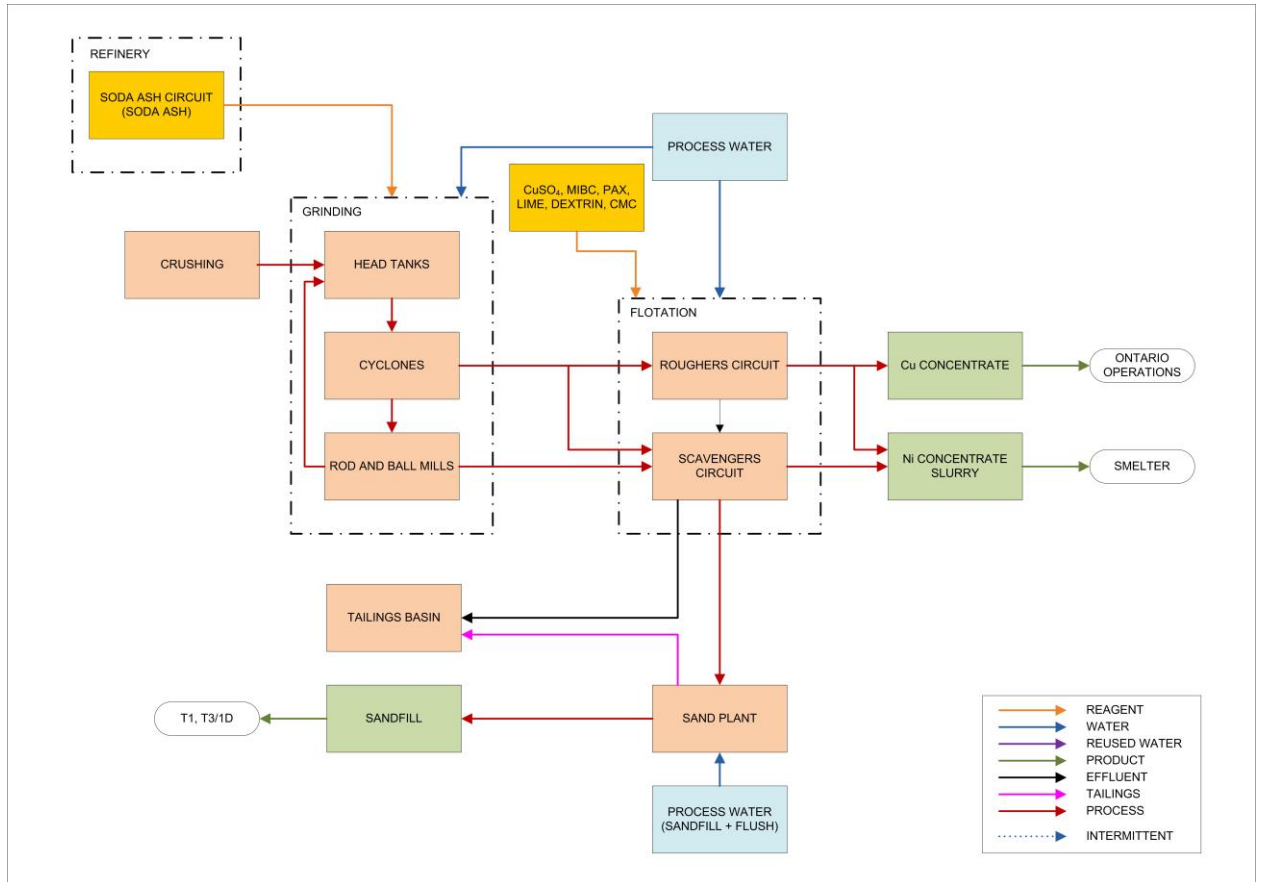 REFINERY
SODA ASH CIRCUIT
(SODA ASH)
PROCESS WATER
CuSO₄, MIBC, PAX,
LIME, DEXTRIN, CMC
GRINDING
CRUSHING
HEAD TANKS
FLOTATION
CYCLONES
ROUGHERS CIRCUIT
Cu CONCENTRATE
ONTARIO
OPERATIONS
ROD AND BALL MILLS
SCAVENGERS
CIRCUIT
Ni CONCENTRATE
SLURRY
SMELTER
TAILINGS BASIN
T1, T3/1D
SANDFILL
SAND PLANT
PROCESS WATER
(SANDFILL + FLUSH)
REAGENT
WATER
REUSED WATER
PRODUCT
EFFLUENT
TAILINGS
PROCESS
INTERMITTENT